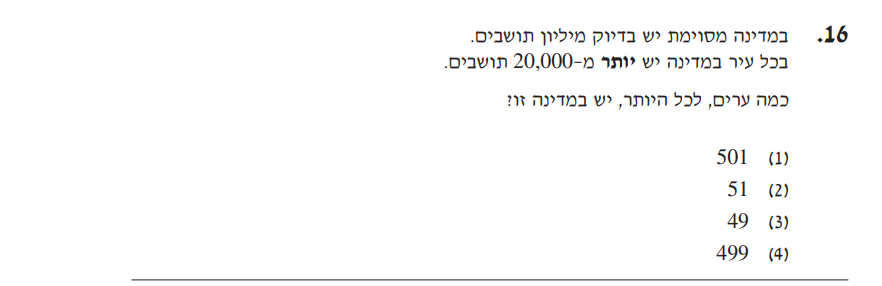 16. במדינה מסוימת יש בדיוק מיליון תושבים.
בכל עיר במדינה יש יותר מ-20,000 תושבים.
כמה ערים, לכל היותר, יש במדינה זו?
(1) 501
(2) 51
(3) 49
(4) 499